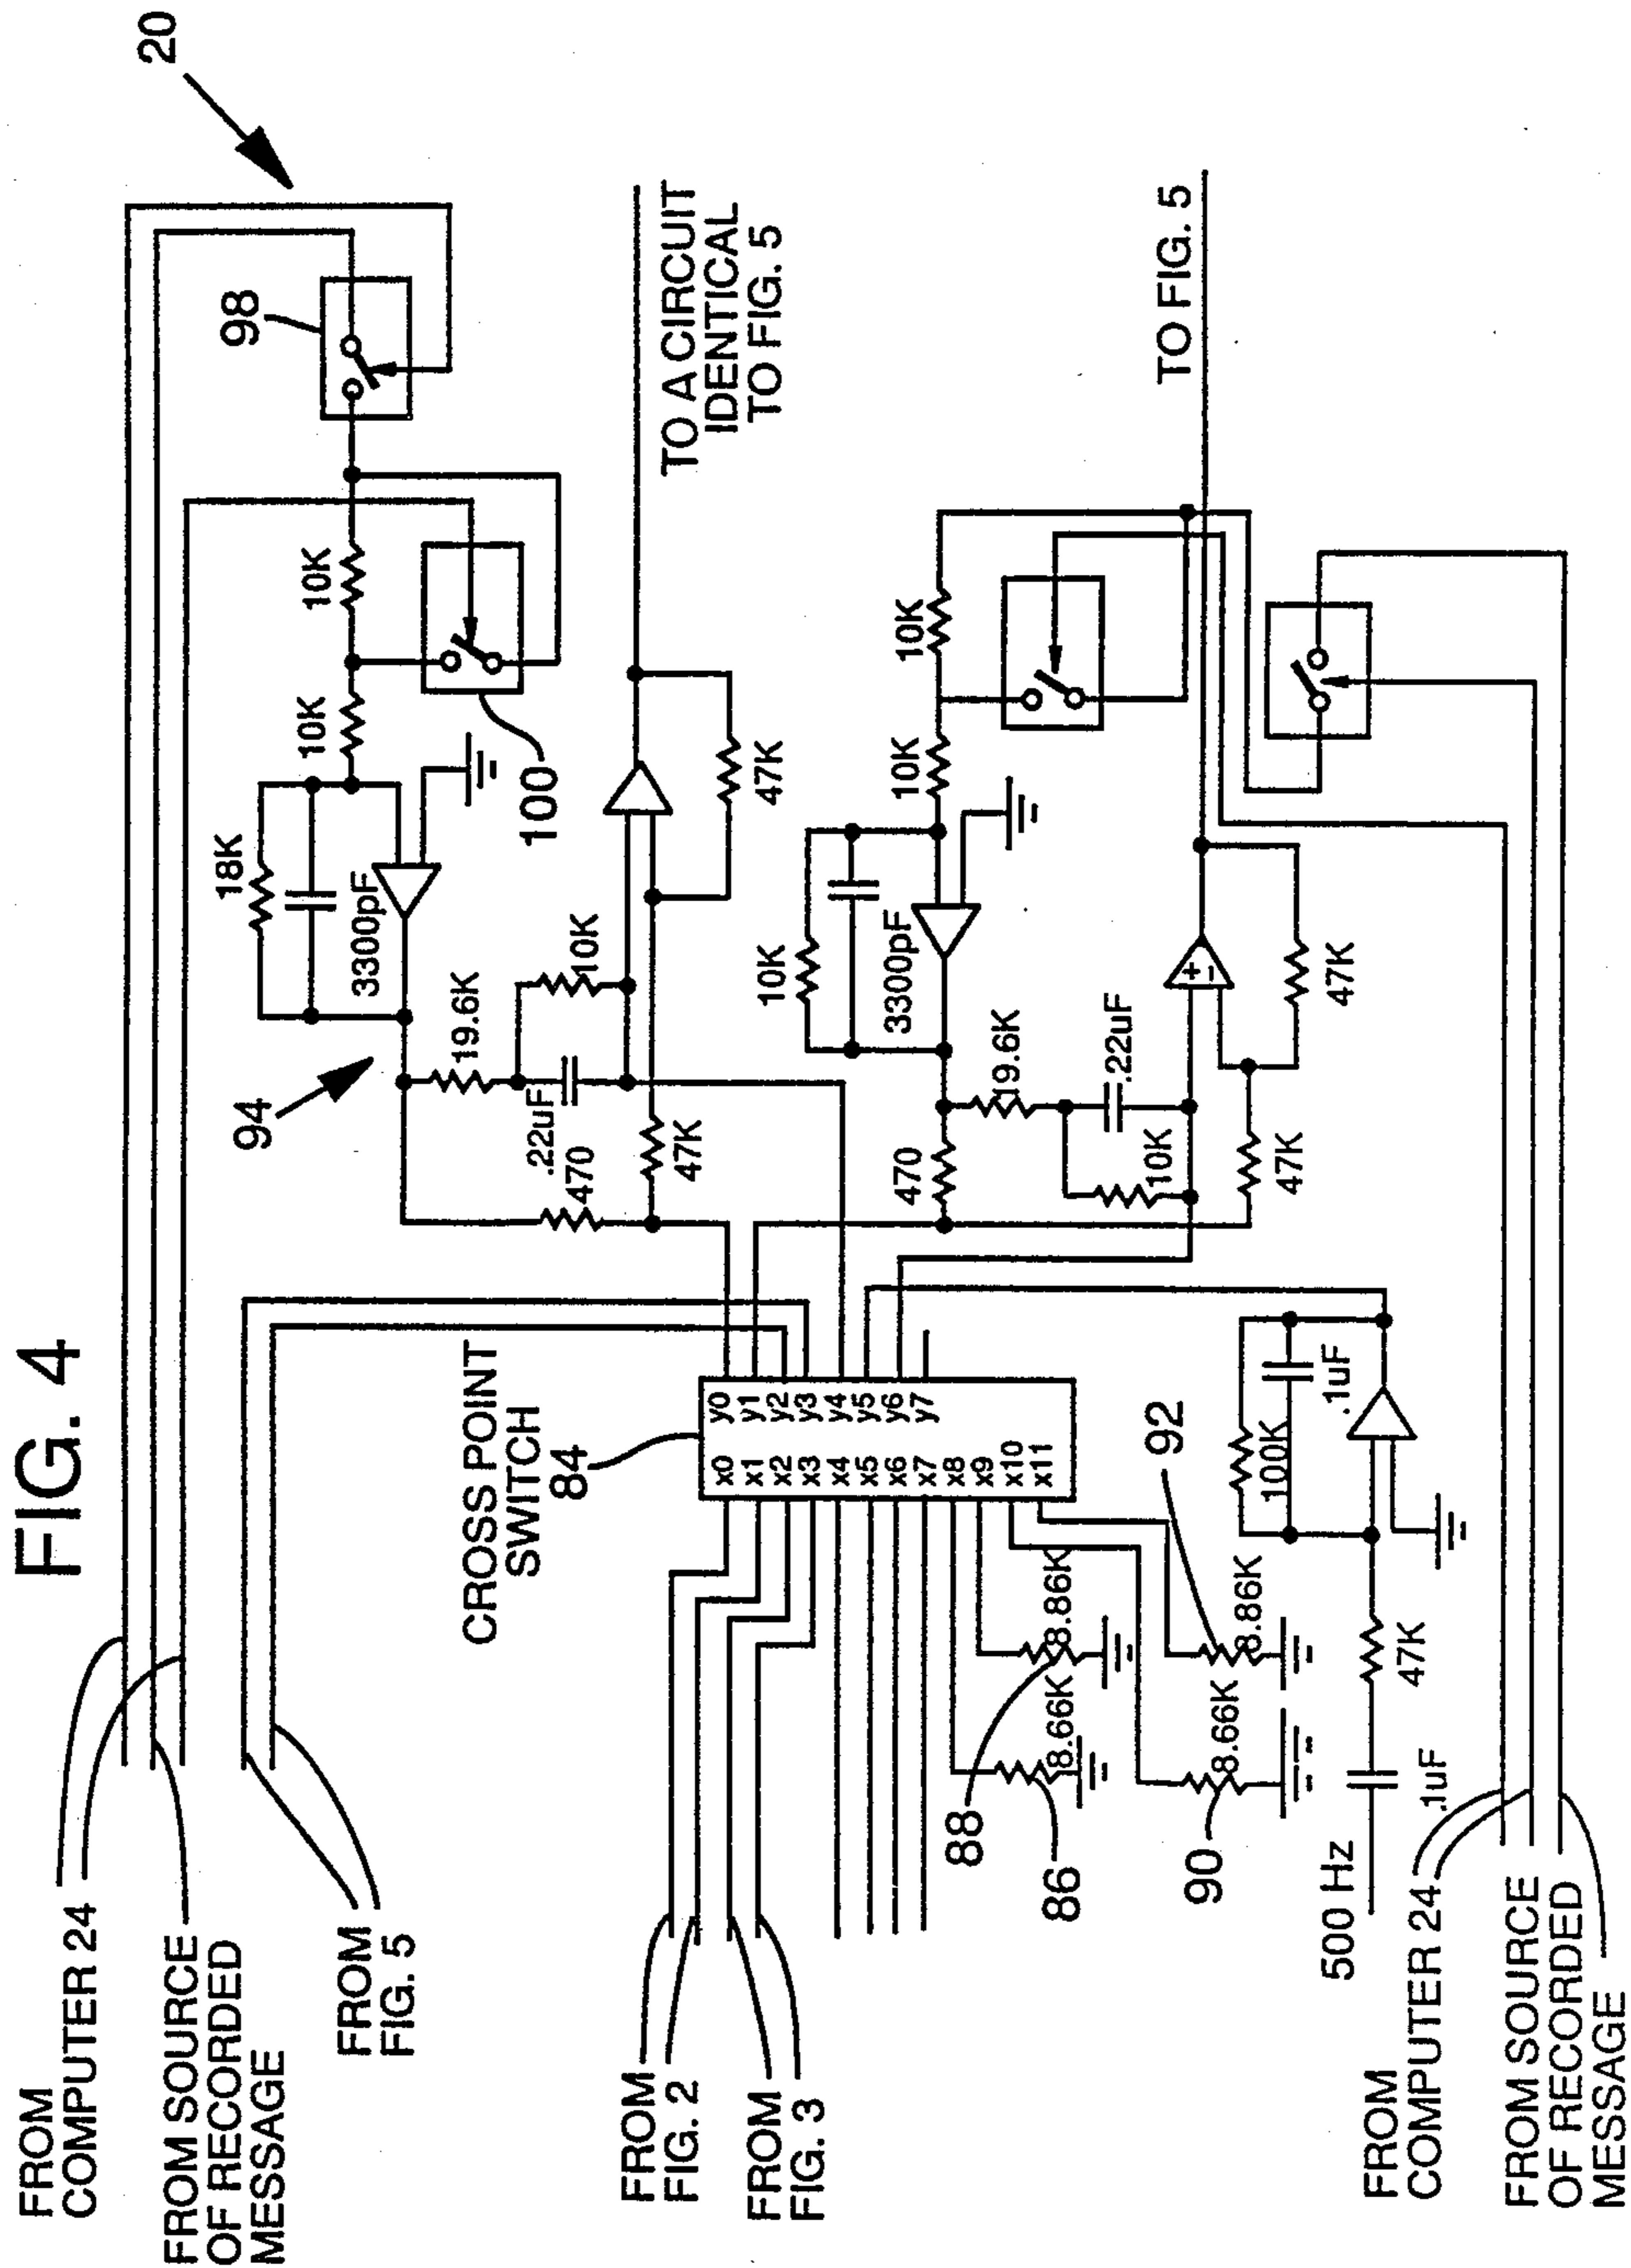 FIG. 4
20
FROM
COMPUTER 24
FROM SOURCE
OF RECORDED
MESSAGE
FROM
FIG. 5
98
10K
10K
18K
3300pF
100
94
19.6K
10K
.22uF
470
47K
47K
TO A CIRCUIT
IDENTICAL
TO FIG. 5
CROSS POINT
SWITCH
84
x0
x1
x2
x3
x4
x5
x6
x7
x8
x9
x10
x11
y0
y1
y2
y3
y4
y5
y6
y7
FROM
FIG. 2
FROM
FIG. 3
10K
10K
10K
3300pF
19.6K
.22uF
470
10K
47K
+
-
47K
TO FIG. 5
88
8.86K
86
8.66K
92
8.86K
90
8.66K
500 Hz
.1uF
47K
100K
.1uF
FROM
COMPUTER 24
FROM SOURCE
OF RECORDED
MESSAGE